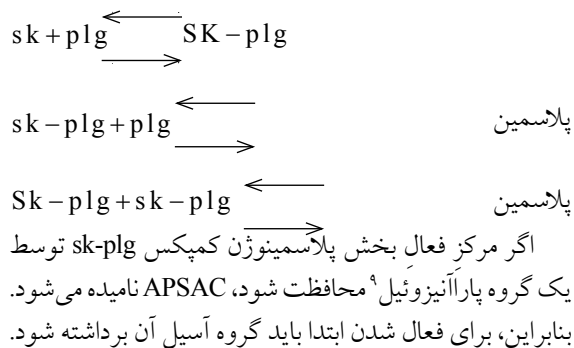 sk+plg ⇄ SK–plg
sk–plg+plg ⇄ پلاسمین
Sk–plg+sk–plg ⇄ پلاسمین
اگر مرکزِ فعالِ بخش پلاسمینوژن کمپکس sk-plg توسط
یک گروه پاراآنیزوئیل۹ محافظت شود، APSAC نامیده می‌شود.
بنابراین، برای فعال شدن ابتدا باید گروه آسیل آن برداشته شود.